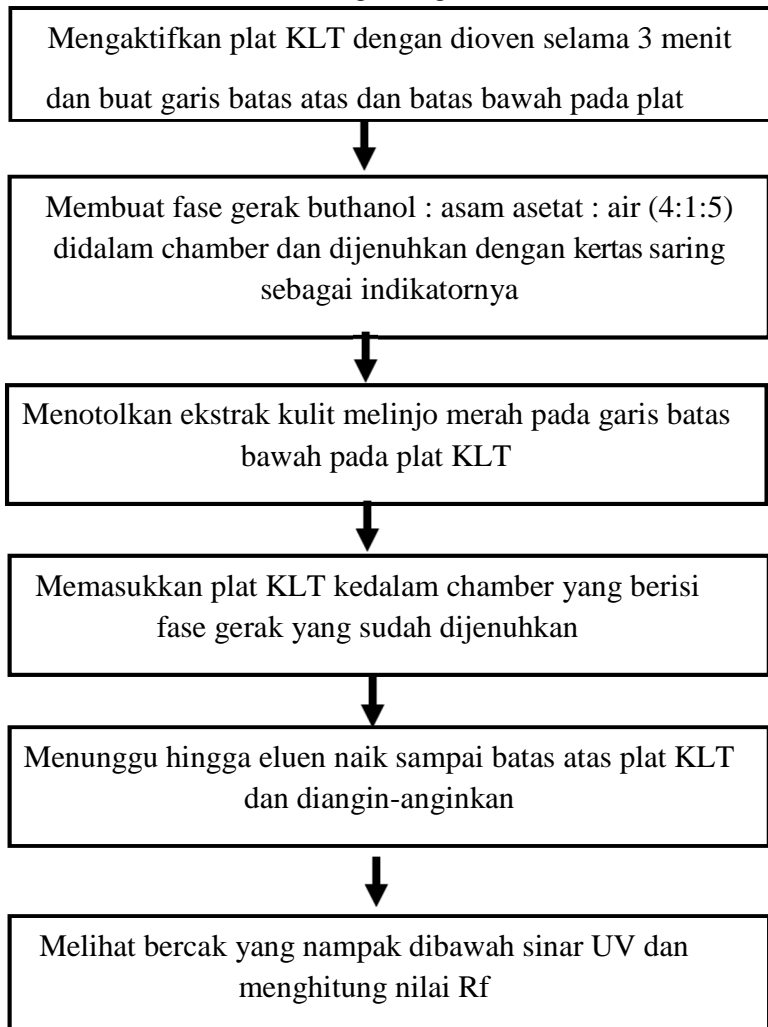 Mengaktifkan plat KLT dengan dioven selama 3 menit
dan buat garis batas atas dan batas bawah pada plat
Membuat fase gerak buthanol : asam asetat : air (4:1:5)
didalam chamber dan dijenuhkan dengan kertas saring
sebagai indikatornya
Menotolkan ekstrak kulit melinjo merah pada garis batas
bawah pada plat KLT
Memasukkan plat KLT kedalam chamber yang berisi
fase gerak yang sudah dijenuhkan
Menunggu hingga eluen naik sampai batas atas plat KLT
dan diangin-anginkan
Melihat bercak yang nampak dibawah sinar UV dan
menghitung nilai Rf